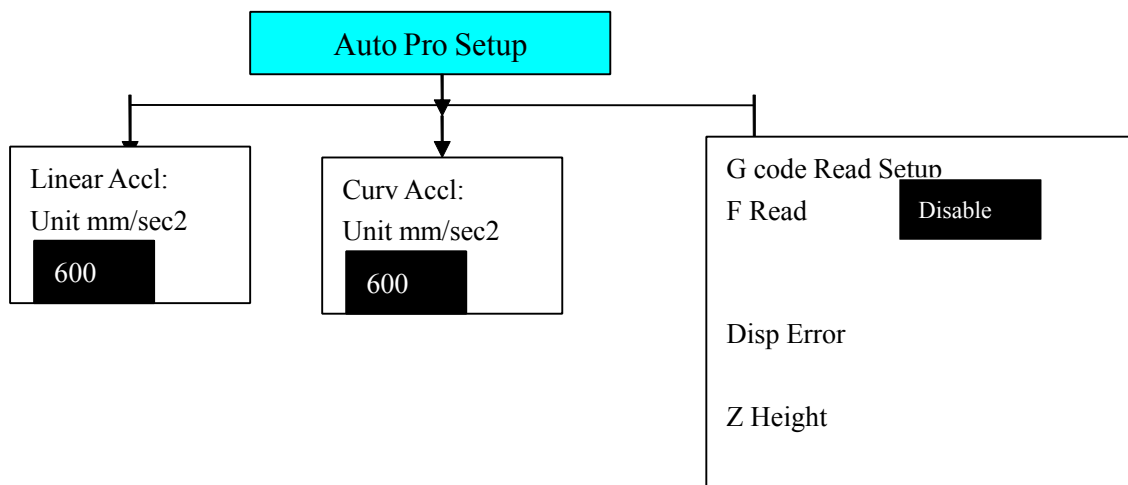 Auto Pro Setup
Linear Accl:
Unit mm/sec2
600
Curv Accl:
Unit mm/sec2
600
G code Read Setup
F Read
Disable
Disp Error
Z Height